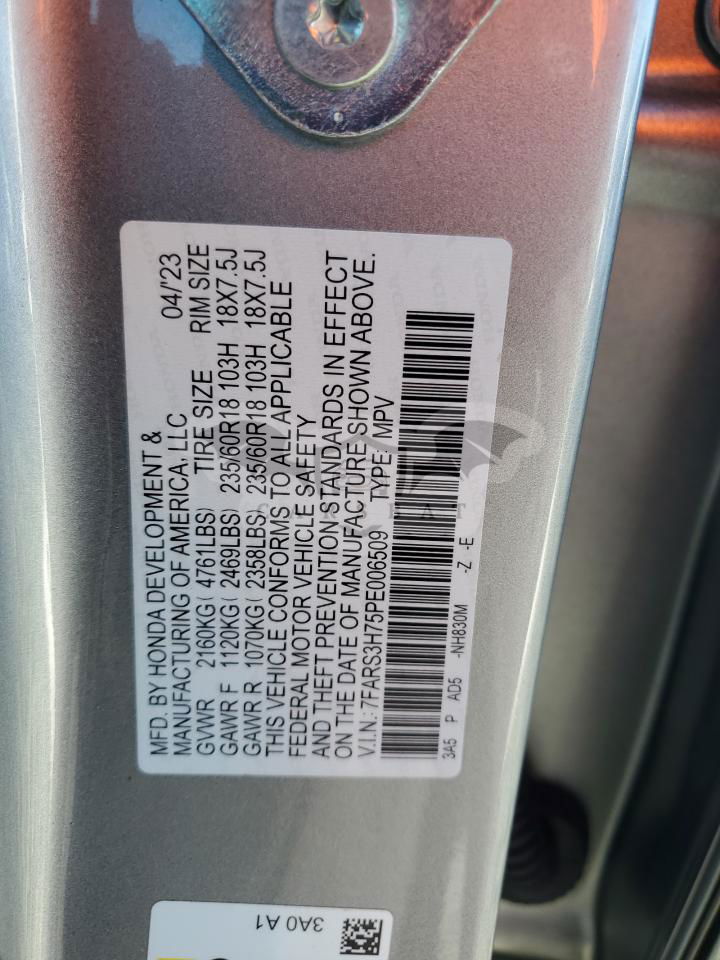 MFD. BY HONDA DEVELOPMENT &
MANUFACTURING OF AMERICA, LLC 04/'23
GVWR 2160KG( 4761LBS) TIRE SIZE RIM SIZE
GAWR F 1120KG( 2469LBS) 235/60R18 103H 18X7.5J
GAWR R 1070KG( 2358LBS) 235/60R18 103H 18X7.5J
THIS VEHICLE CONFORMS TO ALL APPLICABLE
FEDERAL MOTOR VEHICLE SAFETY
AND THEFT PREVENTION STANDARDS IN EFFECT
ON THE DATE OF MANUFACTURE SHOWN ABOVE.
V.I.N.: 7FARS3H75PE006509 TYPE: MPV
3A5 P AD5 -NH830M -Z -E
3A0 A1